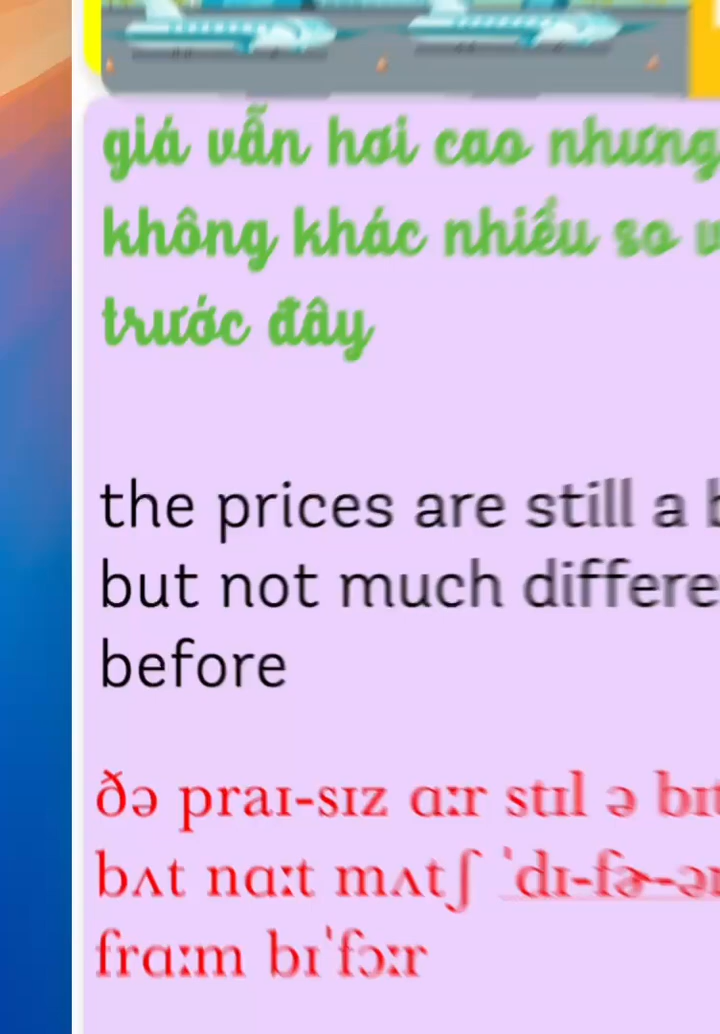 giá vẫn hơi cao nhưng
không khác nhiều so
trước đây
the prices are still a
but not much
before
ðə praɪ-sɪz ɑːr stɪl ə
bʌt nɑːt mʌtʃ
frɑːm bɪˈfɔːr